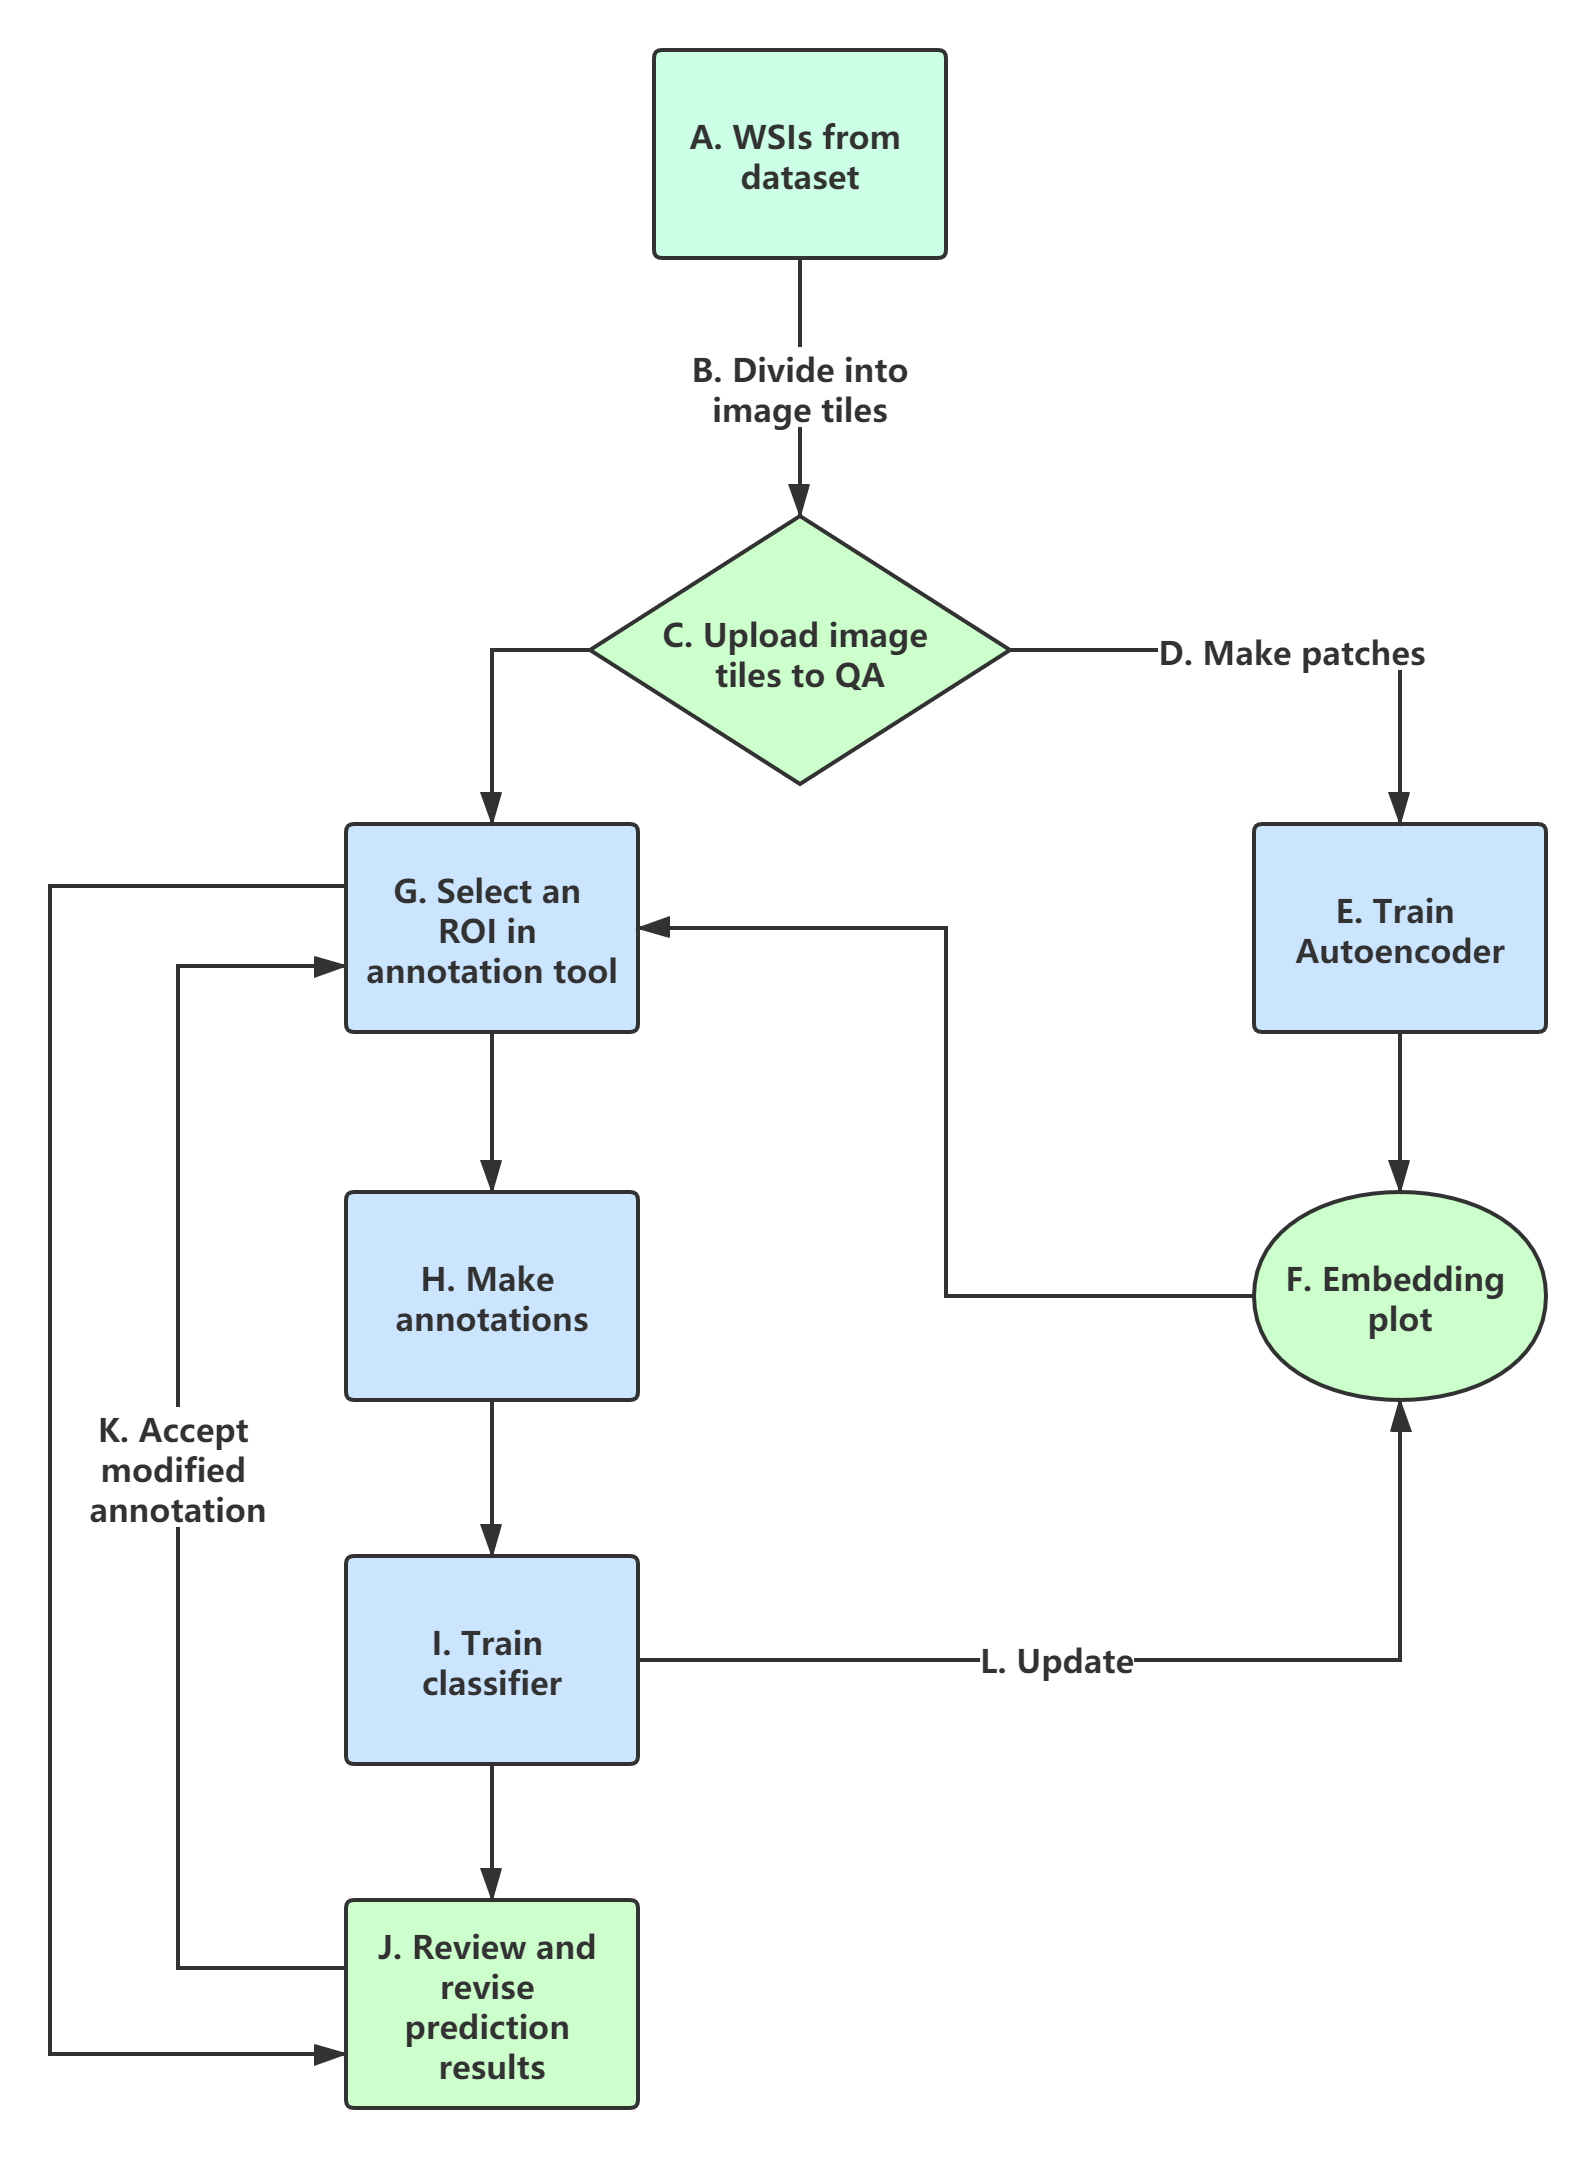 A. WSIs from
dataset
B. Divide into
image tiles
C. Upload image
tiles to QA
D. Make patches
E. Train
Autoencoder
F. Embedding
plot
G. Select an
ROI in
annotation tool
H. Make
annotations
I. Train
classifier
J. Review and
revise
prediction
results
K. Accept
modified
annotation
L. Update